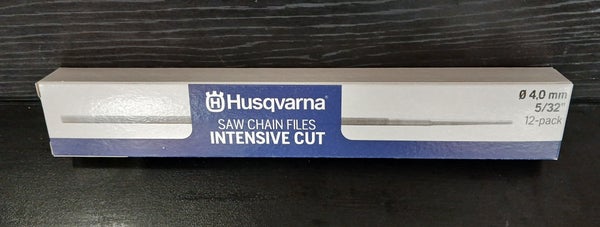 Husqvarna
SAW CHAIN FILES
INTENSIVE CUT
Ø 4,0 mm
5/32"
12-pack